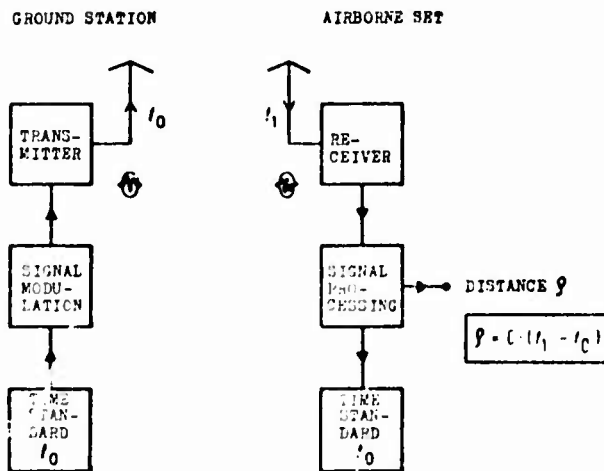 GROUND STATION
AIRBORNE SET
t0
TRANS-
MITTER
t1
RE-
CEIVER
SIGNAL
MODU-
LATION
SIGNAL
PRO-
CESSING
DISTANCE ρ
ρ = C·(t1 - t0)
TIME
STAN-
DARD
t0
TIME
STAN-
DARD
t0